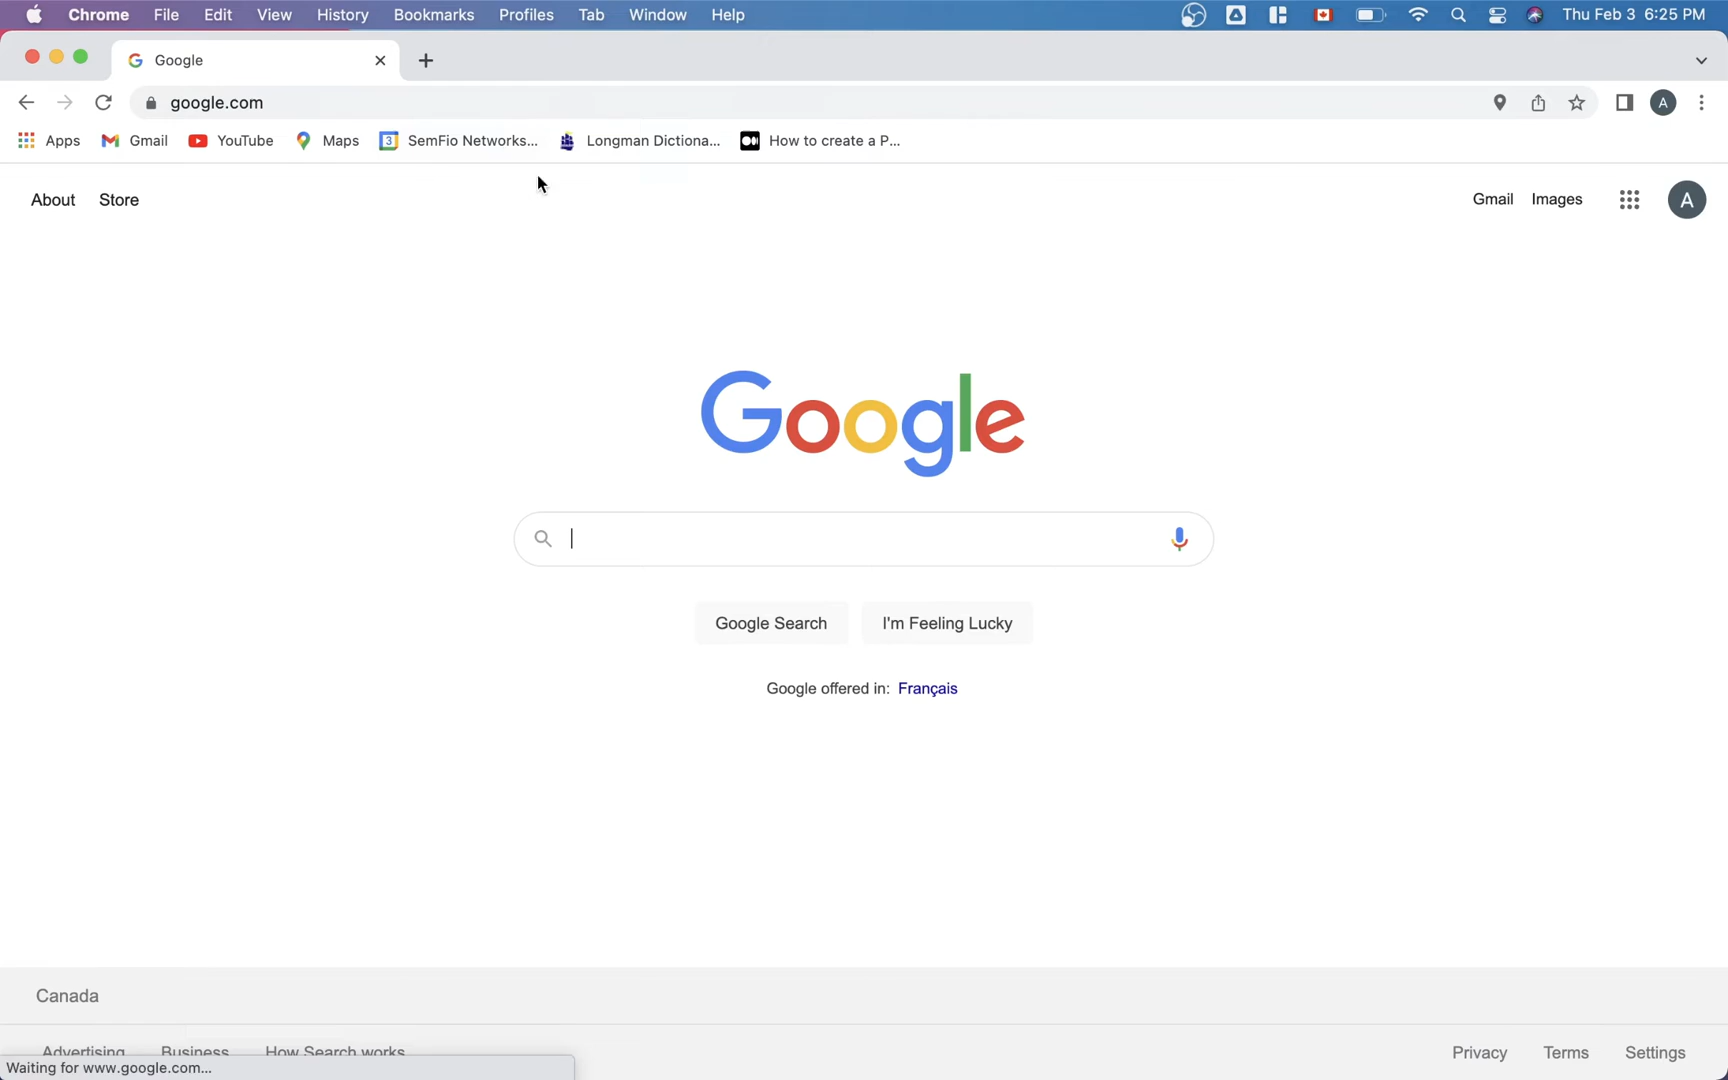 Chrome File Edit View History Bookmarks Profiles Tab Window Help Thu Feb 3 6:25 PM
Google
google.com A
Apps Gmail YouTube Maps 3 SemFio Networks... Longman Dictiona... How to create a P...
About Store Gmail Images A
Google
Google Search I'm Feeling Lucky
Google offered in: Français
Canada
Advertising Business How Search works Privacy Terms Settings
Waiting for www.google.com...